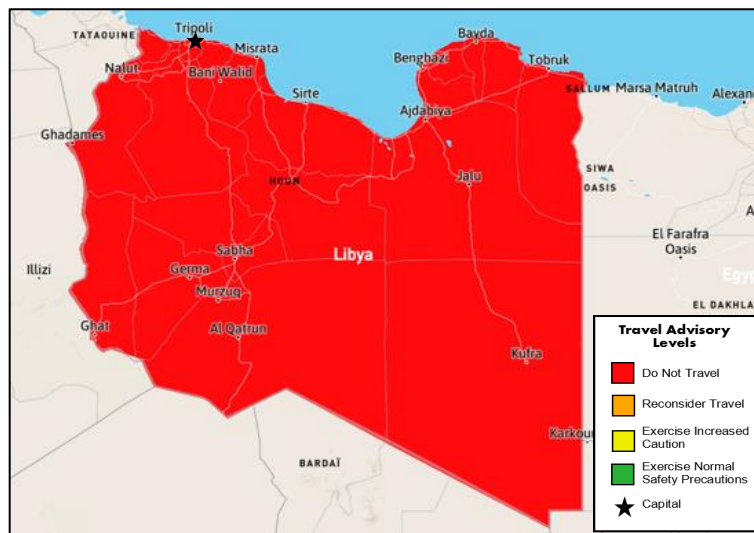 Tripoli
TATAOUINE
Misrata
Bayda
Benghazi
Tobruk
Nalut
Bani Walid
Sirte
SALLUM
Marsa Matruh
Alexan
Ajdabiya
Ghadames
HOUN
Jalu
SIWA
OASIS
Sabha
Libya
El Farafra
Oasis
Illizi
Germa
Egyp
Murzuq
EL DAKHLA
Ghat
Al Qatrun
Kufra
Karkour
BARDAÏ
Travel Advisory
Levels
Do Not Travel
Reconsider Travel
Exercise Increased
Caution
Exercise Normal
Safety Precautions
Capital